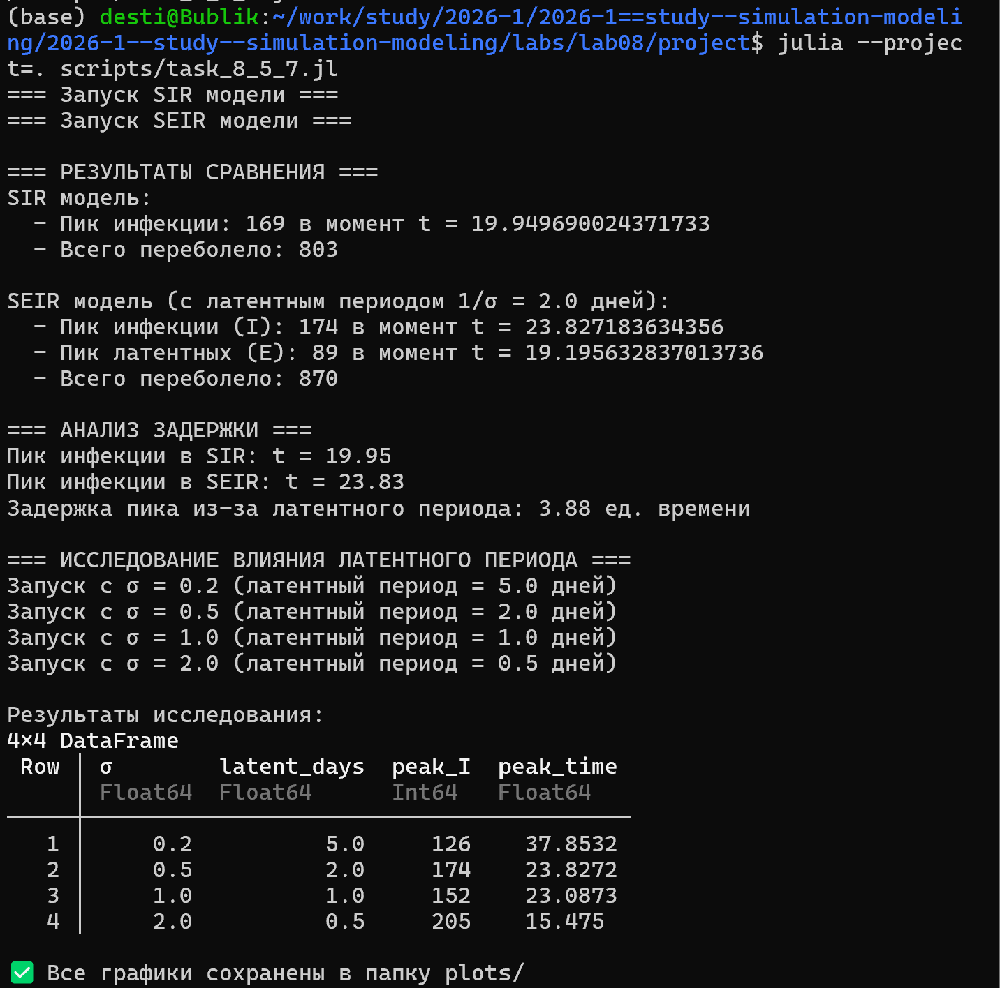 (base) desti@Bublik:~/work/study/2026-1/2026-1==study--simulation-modeli
ng/2026-1--study--simulation-modeling/labs/lab08/project$ julia --projec
t=. scripts/task_8_5_7.jl
=== Запуск SIR модели ===
=== Запуск SEIR модели ===
=== РЕЗУЛЬТАТЫ СРАВНЕНИЯ ===
SIR модель:
  - Пик инфекции: 169 в момент t = 19.949690024371733
  - Всего переболело: 803
SEIR модель (с латентным периодом 1/σ = 2.0 дней):
  - Пик инфекции (I): 174 в момент t = 23.827183634356
  - Пик латентных (E): 89 в момент t = 19.195632837013736
  - Всего переболело: 870
=== АНАЛИЗ ЗАДЕРЖКИ ===
Пик инфекции в SIR: t = 19.95
Пик инфекции в SEIR: t = 23.83
Задержка пика из-за латентного периода: 3.88 ед. времени
=== ИССЛЕДОВАНИЕ ВЛИЯНИЯ ЛАТЕНТНОГО ПЕРИОДА ===
Запуск с σ = 0.2 (латентный период = 5.0 дней)
Запуск с σ = 0.5 (латентный период = 2.0 дней)
Запуск с σ = 1.0 (латентный период = 1.0 дней)
Запуск с σ = 2.0 (латентный период = 0.5 дней)
Результаты исследования:
4×4 DataFrame
 Row │ σ        latent_days  peak_I  peak_time
     │ Float64  Float64      Int64   Float64
   1 │     0.2          5.0     126    37.8532
   2 │     0.5          2.0     174    23.8272
   3 │     1.0          1.0     152    23.0873
   4 │     2.0          0.5     205    15.475
✅ Все графики сохранены в папку plots/